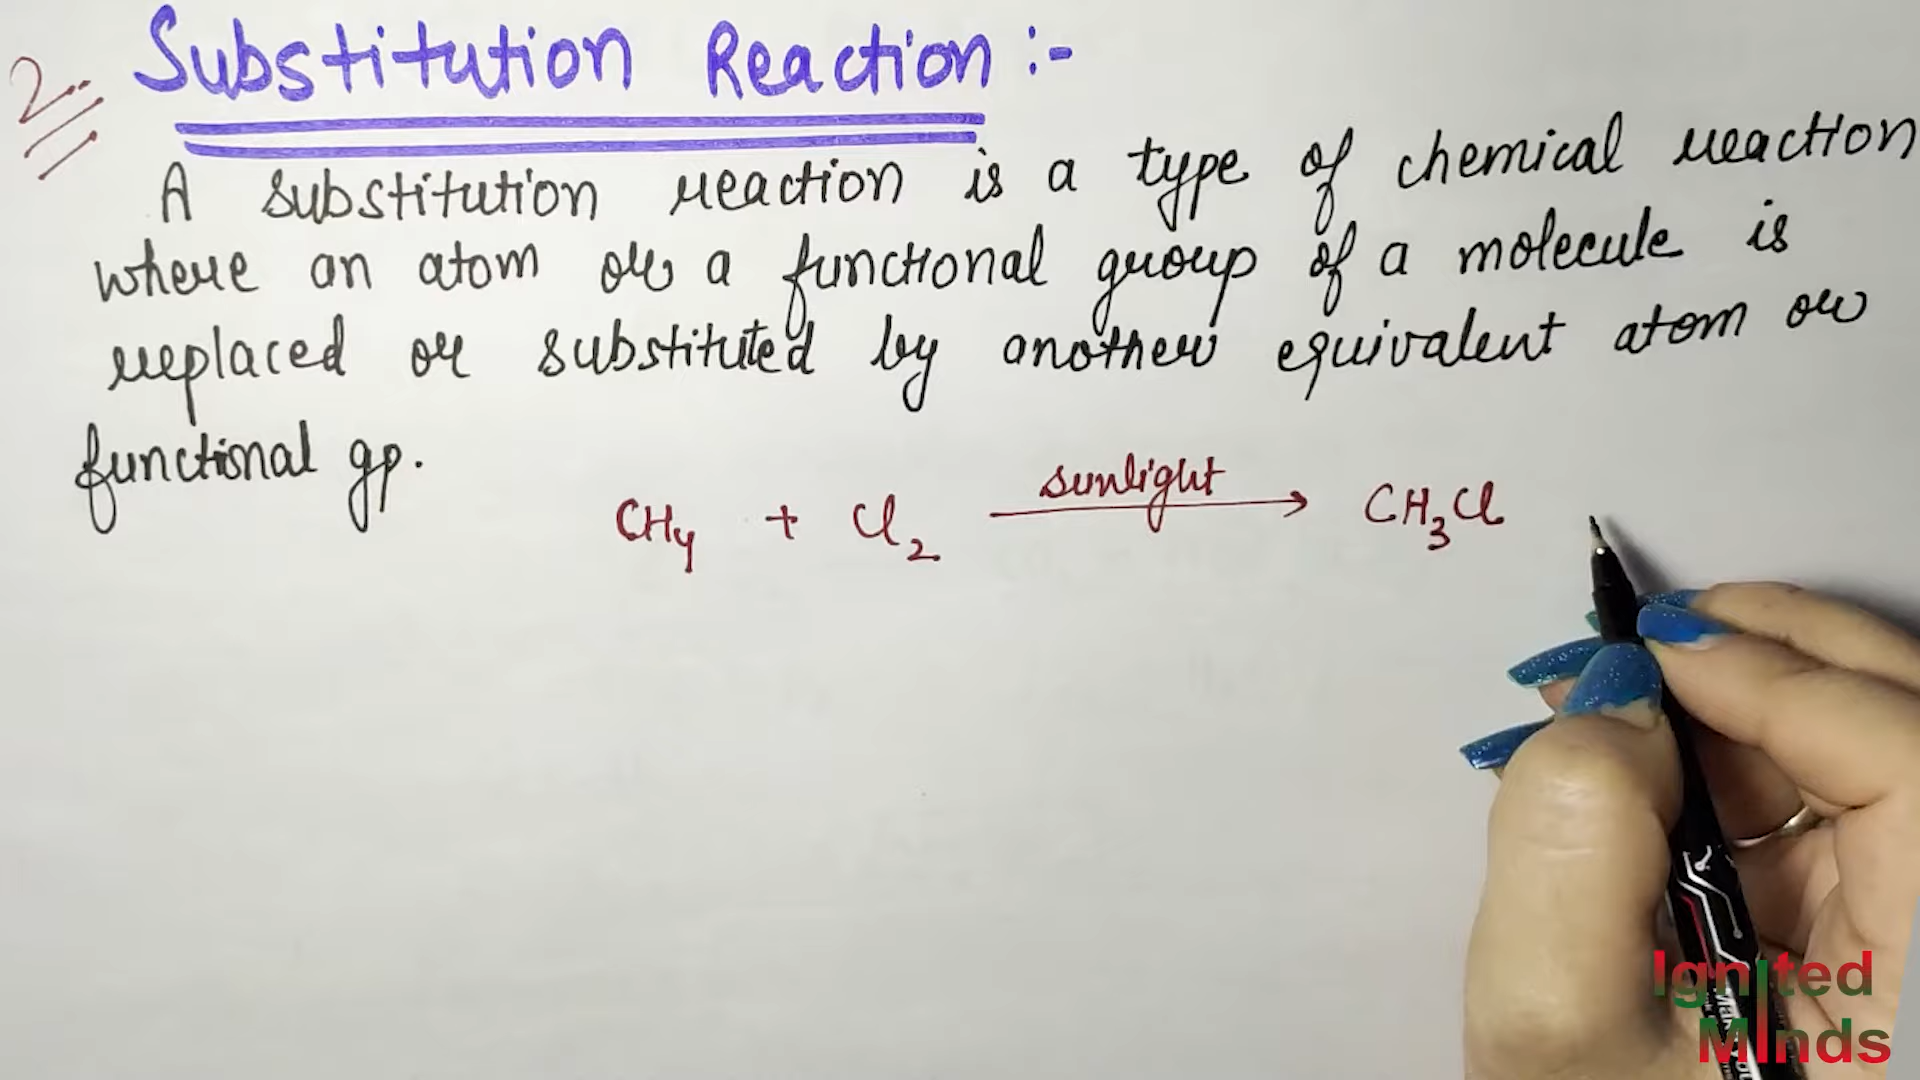 2. Substitution Reaction :-
A substitution reaction is a type of chemical reaction
where an atom or a functional group of a molecule is
replaced or substituted by another equivalent atom or
functional gp.
sunlight
CH4 + Cl2 → CH3Cl
Ignited
Minds